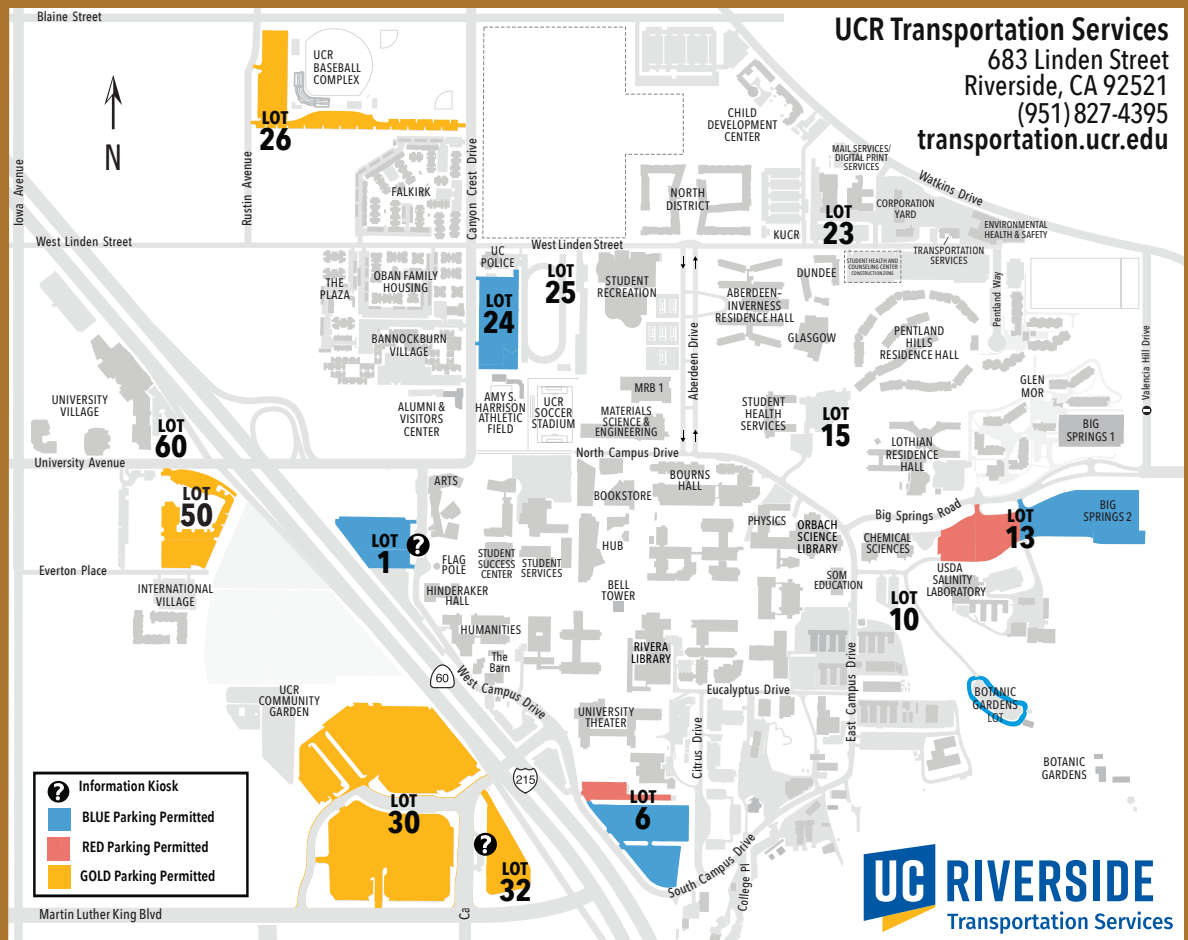 Blaine Street
UCR Transportation Services
683 Linden Street
Riverside, CA 92521
(951) 827-4395
transportation.ucr.edu
UCR
BASEBALL
COMPLEX
LOT
26
N
Iowa Avenue
Rustin Avenue
Canyon Crest Drive
FALKIRK
CHILD
DEVELOPMENT
CENTER
MAIL SERVICES/
DIGITAL PRINT
SERVICES
Watkins Drive
NORTH
DISTRICT
CORPORATION
YARD
LOT
23
KUCR
ENVIRONMENTAL
HEALTH & SAFETY
TRANSPORTATION
SERVICES
West Linden Street
West Linden Street
UC
POLICE
THE
PLAZA
OBAN FAMILY
HOUSING
LOT
24
LOT
25
STUDENT
RECREATION
DUNDEE
STUDENT HEALTH AND
COUNSELING CENTER
CONSTRUCTION ZONE
ABERDEEN-
INVERNESS
RESIDENCE HALL
Pentland Way
GLASGOW
PENTLAND
HILLS
RESIDENCE HALL
BANNOCKBURN
VILLAGE
Aberdeen Drive
Valencia Hill Drive
MRB 1
GLEN
MOR
UNIVERSITY
VILLAGE
ALUMNI &
VISITORS
CENTER
AMY S.
HARRISON
ATHLETIC
FIELD
UCR
SOCCER
STADIUM
MATERIALS
SCIENCE &
ENGINEERING
STUDENT
HEALTH
SERVICES
LOT
15
LOTHIAN
RESIDENCE
HALL
BIG
SPRINGS 1
LOT
60
University Avenue
North Campus Drive
LOT
50
ARTS
BOOKSTORE
BOURNS
HALL
Big Springs Road
BIG
SPRINGS 2
LOT
13
PHYSICS
ORBACH
SCIENCE
LIBRARY
CHEMICAL
SCIENCES
LOT
1
?
FLAG
POLE
STUDENT
SUCCESS
CENTER
STUDENT
SERVICES
HUB
Everton Place
USDA
SALINITY
LABORATORY
SOM
EDUCATION
INTERNATIONAL
VILLAGE
HINDERAKER
HALL
BELL
TOWER
LOT
10
HUMANITIES
The
Barn
RIVERA
LIBRARY
60
West Campus Drive
Eucalyptus Drive
East Campus Drive
BOTANIC
GARDENS
LOT
UCR
COMMUNITY
GARDEN
UNIVERSITY
THEATER
Citrus Drive
BOTANIC
GARDENS
215
? Information Kiosk
BLUE Parking Permitted
RED Parking Permitted
GOLD Parking Permitted
LOT
30
LOT
6
?
LOT
32
South Campus Drive
College Pl
Martin Luther King Blvd
Ca
UC RIVERSIDE
Transportation Services